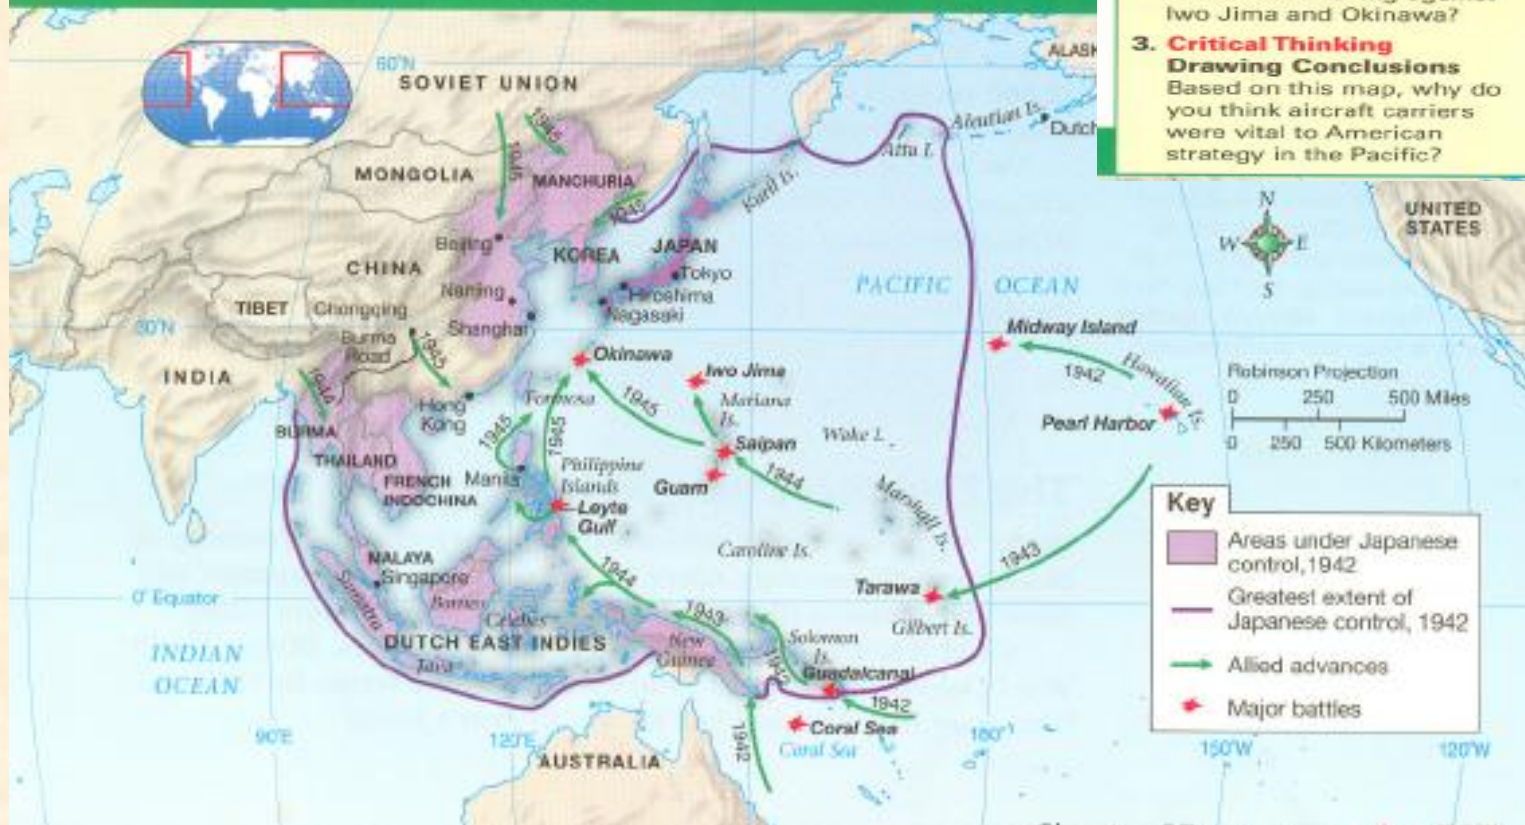 Iwo Jima and Okinawa?
3. Critical Thinking
Drawing Conclusions
Based on this map, why do
you think aircraft carriers
were vital to American
strategy in the Pacific?
60°N
SOVIET UNION
ALASK
Aleutian Is.
Dutch
Attu I.
1945
1945
MONGOLIA
MANCHURIA
Kuril Is.
1945
N
W E
S
UNITED
STATES
Beijing
KOREA
JAPAN
CHINA
Tokyo
PACIFIC OCEAN
Nanjing
Hiroshima
TIBET
Chongqing
Nagasaki
30°N
Shanghai
Burma
Road
Midway Island
1945
Okinawa
INDIA
Iwo Jima
1942
Hawaiian Is.
Robinson Projection
0 250 500 Miles
0 250 500 Kilometers
1944
Hong
Kong
Formosa
1945
Mariana
Is.
Pearl Harbor
BURMA
1945
1945
Saipan
Wake I.
THAILAND
FRENCH
INDOCHINA
Manila
Philippine
Islands
Guam
1944
Leyte
Gulf
Marshall Is.
Key
Areas under Japanese
control, 1942
Greatest extent of
Japanese control, 1942
Allied advances
Major battles
MALAYA
Singapore
Caroline Is.
1943
1944
Tarawa
0° Equator
Sumatra
Borneo
Celebes
1943
Gilbert Is.
DUTCH EAST INDIES
New
Guinea
Solomon
Is.
INDIAN
OCEAN
Java
1942
Guadalcanal
1942
Coral Sea
Coral Sea
1942
90°E
120°E
AUSTRALIA
180°
150°W
120°W